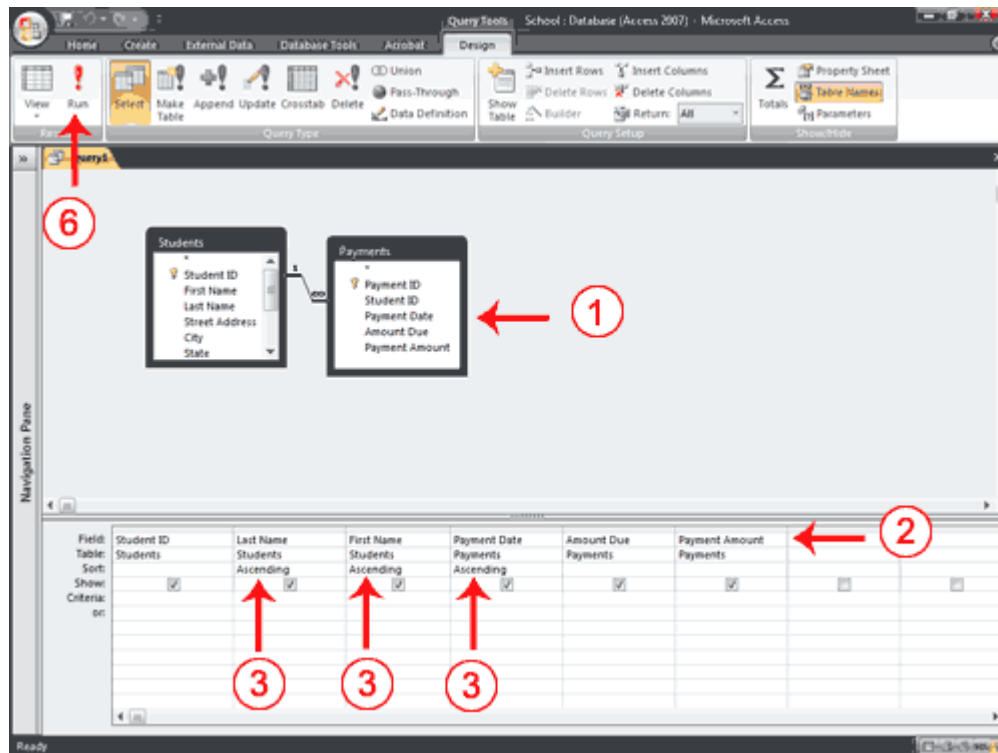 Query Tools School : Database (Access 2007) - Microsoft Access
Home Create External Data Database Tools Acrobat Design
View Run Select Make Table Append Update Crosstab Delete
Union
Pass-Through
Data Definition
Show Table
Insert Rows
Delete Rows
Builder
Insert Columns
Delete Columns
Return: All
Totals
Property Sheet
Table Names
Parameters
Query Type Query Setup Show/Hide
Query1
6
Students
*
Student ID
First Name
Last Name
Street Address
City
State
1
∞
Payments
*
Payment ID
Student ID
Payment Date
Amount Due
Payment Amount
1
Navigation Pane
2
Field: Student ID Last Name First Name Payment Date Amount Due Payment Amount
Table: Students Students Students Payments Payments Payments
Sort: Ascending Ascending Ascending
Show:
Criteria:
or:
3 3 3
Ready